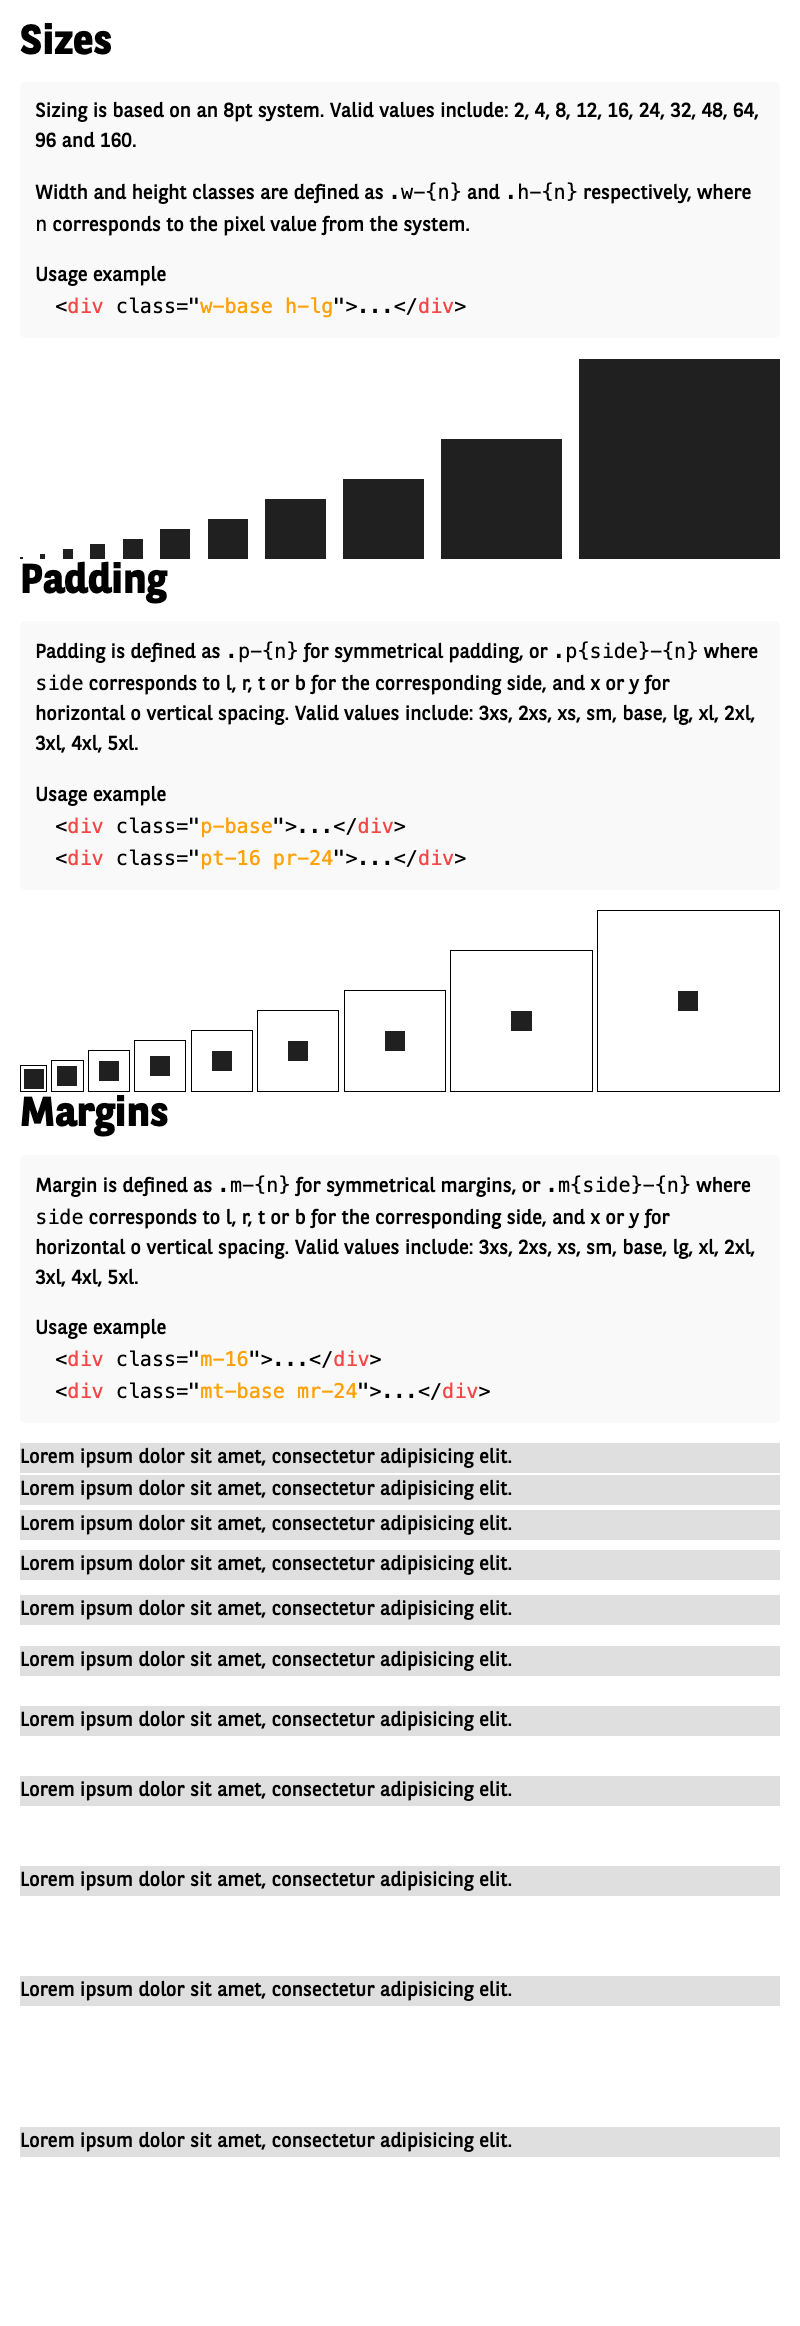 Sizes
Sizing is based on an 8pt system. Valid values include: 2, 4, 8, 12, 16, 24, 32, 48, 64,
96 and 160.
Width and height classes are defined as .w-{n} and .h-{n} respectively, where
n corresponds to the pixel value from the system.
Usage example
<div class="w-base h-lg">...</div>
Padding
Padding is defined as .p-{n} for symmetrical padding, or .p{side}-{n} where
side corresponds to l, r, t or b for the corresponding side, and x or y for
horizontal o vertical spacing. Valid values include: 3xs, 2xs, xs, sm, base, lg, xl, 2xl,
3xl, 4xl, 5xl.
Usage example
<div class="p-base">...</div>
<div class="pt-16 pr-24">...</div>
Margins
Margin is defined as .m-{n} for symmetrical margins, or .m{side}-{n} where
side corresponds to l, r, t or b for the corresponding side, and x or y for
horizontal o vertical spacing. Valid values include: 3xs, 2xs, xs, sm, base, lg, xl, 2xl,
3xl, 4xl, 5xl.
Usage example
<div class="m-16">...</div>
<div class="mt-base mr-24">...</div>
Lorem ipsum dolor sit amet, consectetur adipisicing elit.
Lorem ipsum dolor sit amet, consectetur adipisicing elit.
Lorem ipsum dolor sit amet, consectetur adipisicing elit.
Lorem ipsum dolor sit amet, consectetur adipisicing elit.
Lorem ipsum dolor sit amet, consectetur adipisicing elit.
Lorem ipsum dolor sit amet, consectetur adipisicing elit.
Lorem ipsum dolor sit amet, consectetur adipisicing elit.
Lorem ipsum dolor sit amet, consectetur adipisicing elit.
Lorem ipsum dolor sit amet, consectetur adipisicing elit.
Lorem ipsum dolor sit amet, consectetur adipisicing elit.
Lorem ipsum dolor sit amet, consectetur adipisicing elit.